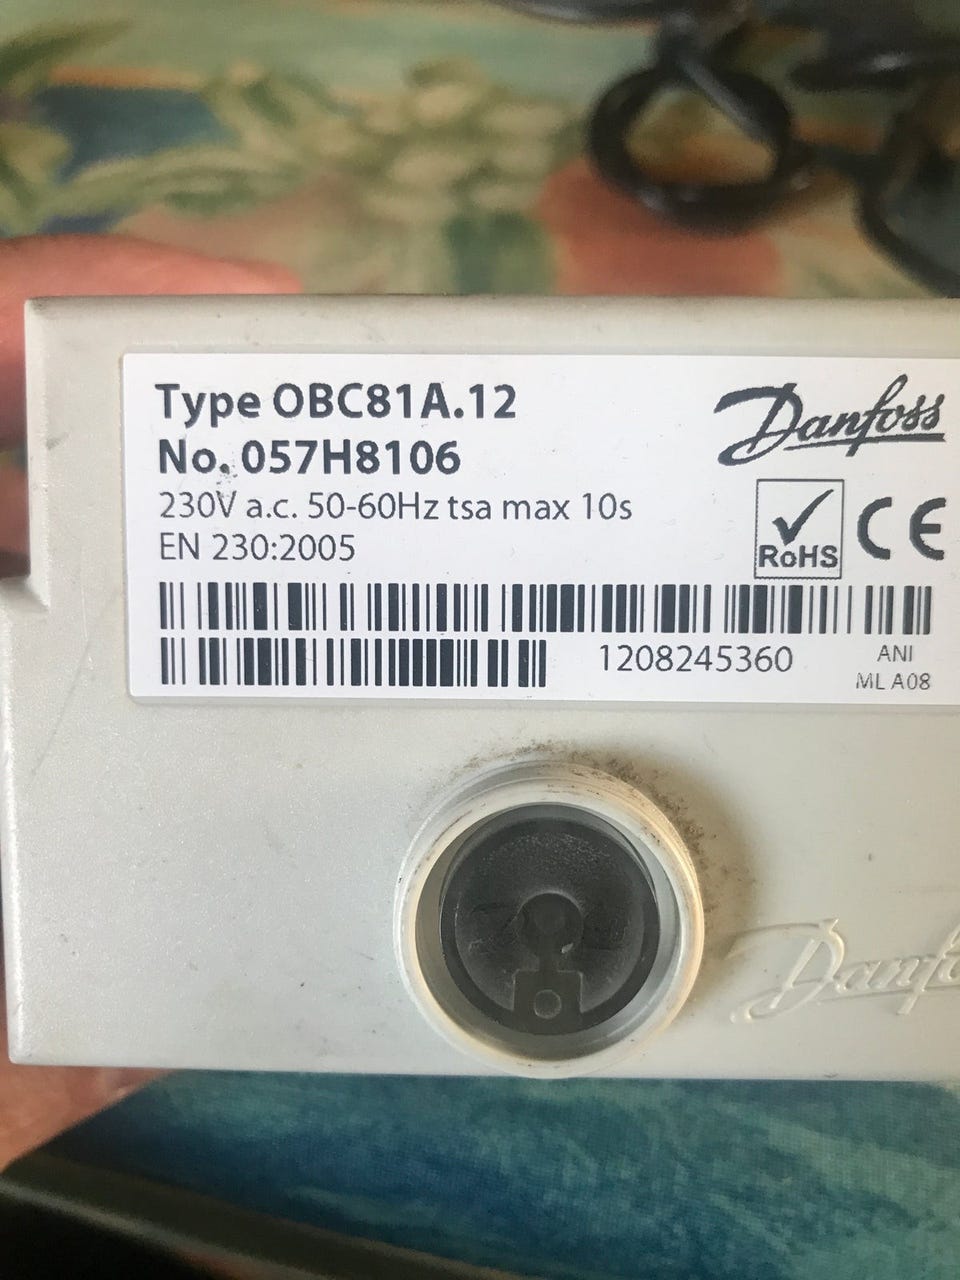 Type OBC81A.12
No. 057H8106
230V a.c. 50-60Hz tsa max 10s
EN 230:2005
Danfoss
RoHS
CE
1208245360
ANI
ML A08
Danfo